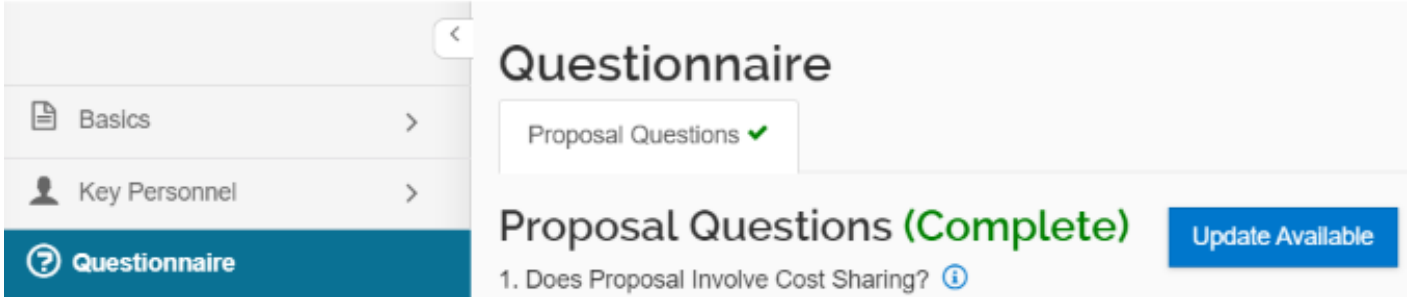 Basics
Key Personnel
Questionnaire
Questionnaire
Proposal Questions
Proposal Questions (Complete)
Update Available
1. Does Proposal Involve Cost Sharing?